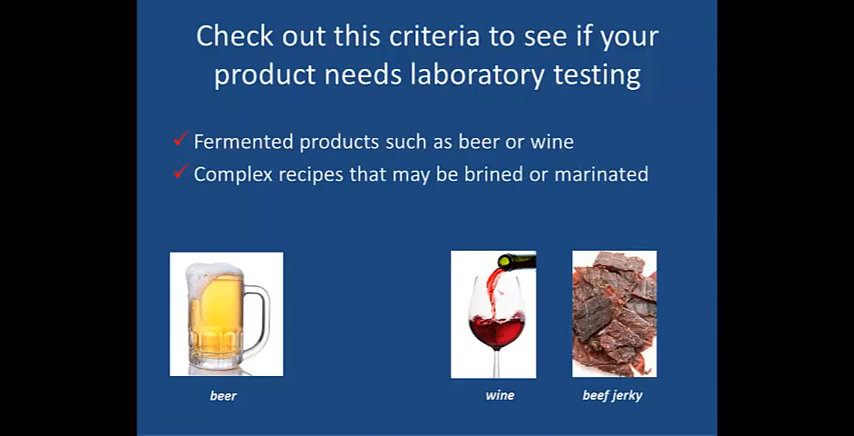 Check out this criteria to see if your
product needs laboratory testing
✓ Fermented products such as beer or wine
✓ Complex recipes that may be brined or marinated
beer
wine
beef jerky